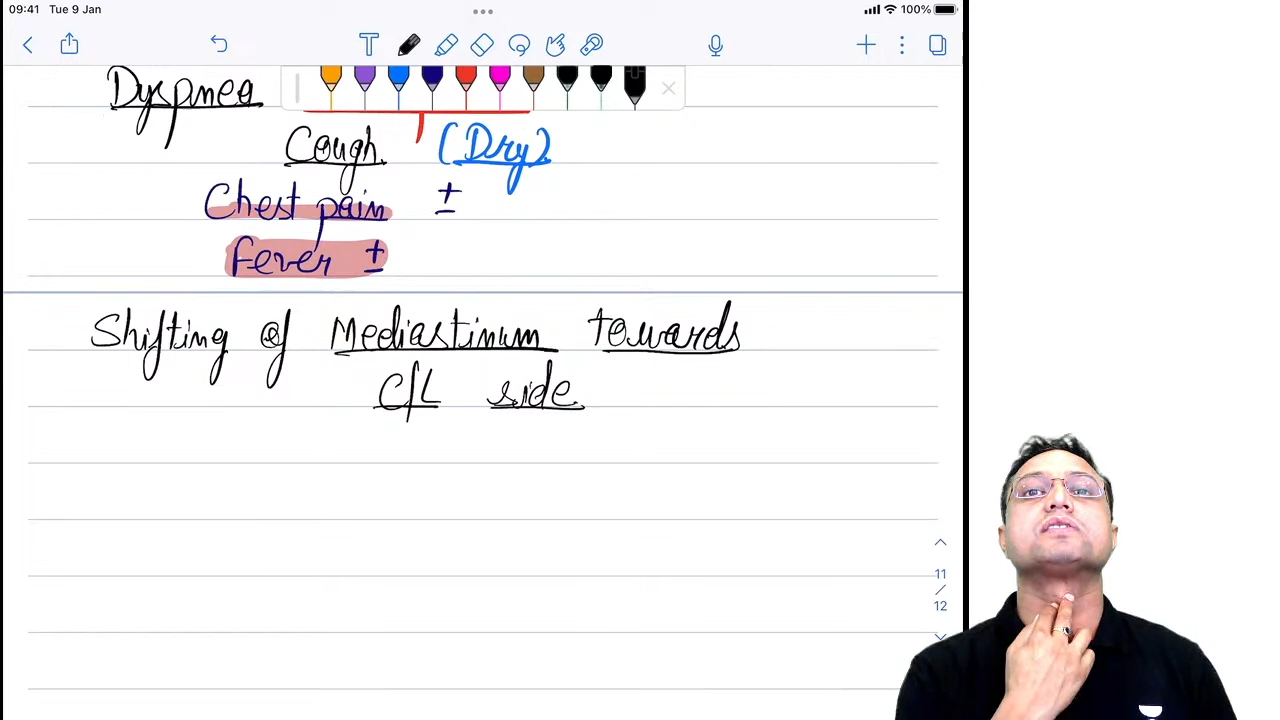 09:41 Tue 9 Jan
100%
Dyspnea
Cough. (Dry).
Chest pain ±
Fever ±
Shifting of Mediastinum towards
C/L side
11
/
12